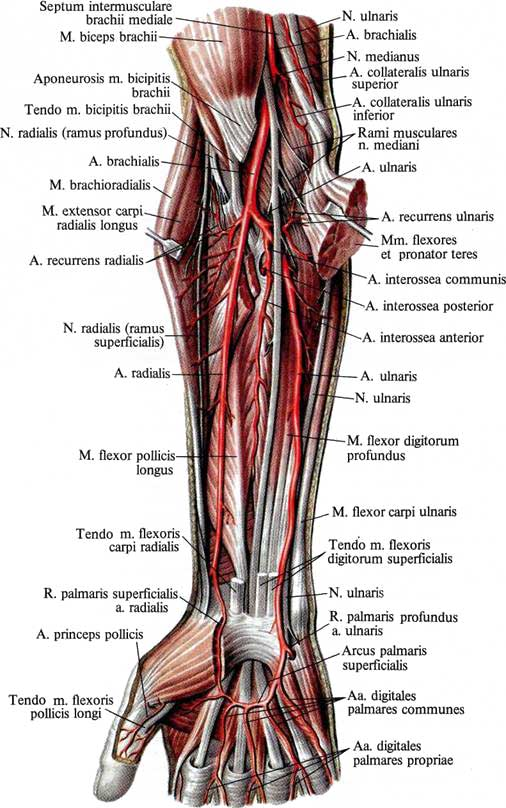 Septum intermusculare
brachii mediale
M. biceps brachii
Aponeurosis m. bicipitis
brachii
Tendo m. bicipitis brachii
N. radialis (ramus profundus)
A. brachialis
M. brachioradialis
M. extensor carpi
radialis longus
A. recurrens radialis
N. radialis (ramus
superficialis)
A. radialis
M. flexor pollicis
longus
Tendo m. flexoris
carpi radialis
R. palmaris superficialis
a. radialis
A. princeps pollicis
Tendo m. flexoris
pollicis longi
N. ulnaris
A. brachialis
N. medianus
A. collateralis ulnaris
superior
A. collateralis ulnaris
inferior
Rami musculares
n. mediani
A. ulnaris
A. recurrens ulnaris
Mm. flexores
et pronator teres
A. interossea communis
A. interossea posterior
A. interossea anterior
A. ulnaris
N. ulnaris
M. flexor digitorum
profundus
M. flexor carpi ulnaris
Tendo m. flexoris
digitorum superficialis
N. ulnaris
R. palmaris profundus
a. ulnaris
Arcus palmaris
superficialis
Aa. digitales
palmares communes
Aa. digitales
palmares propriae